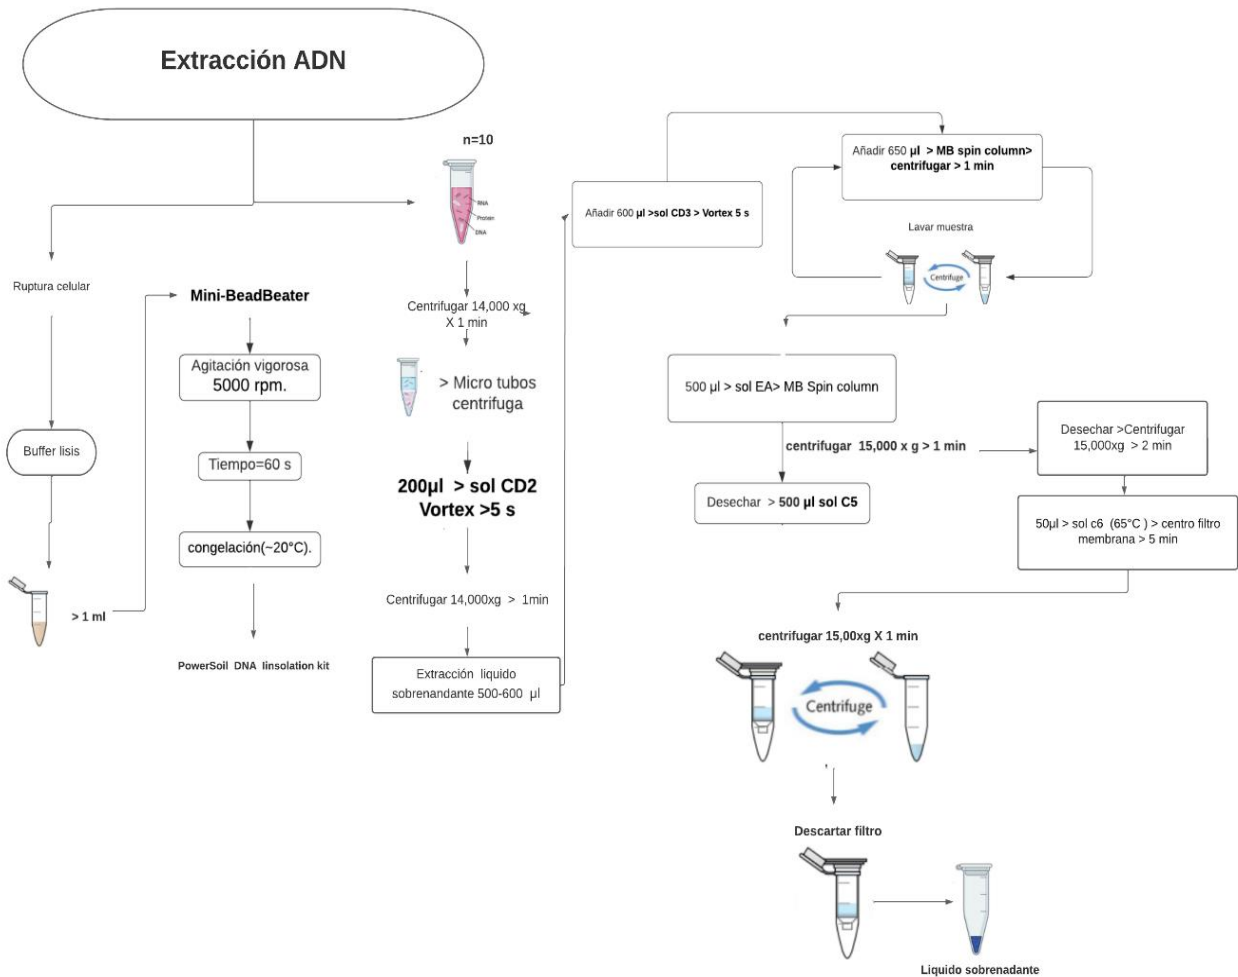 Extracción ADN
Ruptura celular
Buffer lisis
> 1 ml
Mini-BeadBeater
Agitación vigorosa
5000 rpm.
Tiempo=60 s
congelación(~20°C).
PowerSoil DNA Iinsolation kit
n=10
RNA
Protein
DNA
Centrifugar 14,000 xg
X 1 min
> Micro tubos
centrifuga
200µl > sol CD2
Vortex >5 s
Centrifugar 14,000xg > 1min
Extracción liquido
sobrenandante 500-600 µl
Añadir 600 µl >sol CD3 > Vortex 5 s
Añadir 650 µl > MB spin column>
centrifugar > 1 min
Lavar muestra
Centrifuge
500 µl > sol EA> MB Spin column
centrifugar 15,000 x g > 1 min
Desechar > 500 µl sol C5
Desechar >Centrifugar
15,000xg > 2 min
50µl > sol c6 (65°C ) > centro filtro
membrana > 5 min
centrifugar 15,00xg X 1 min
Centrifuge
Descartar filtro
Liquido sobrenadante